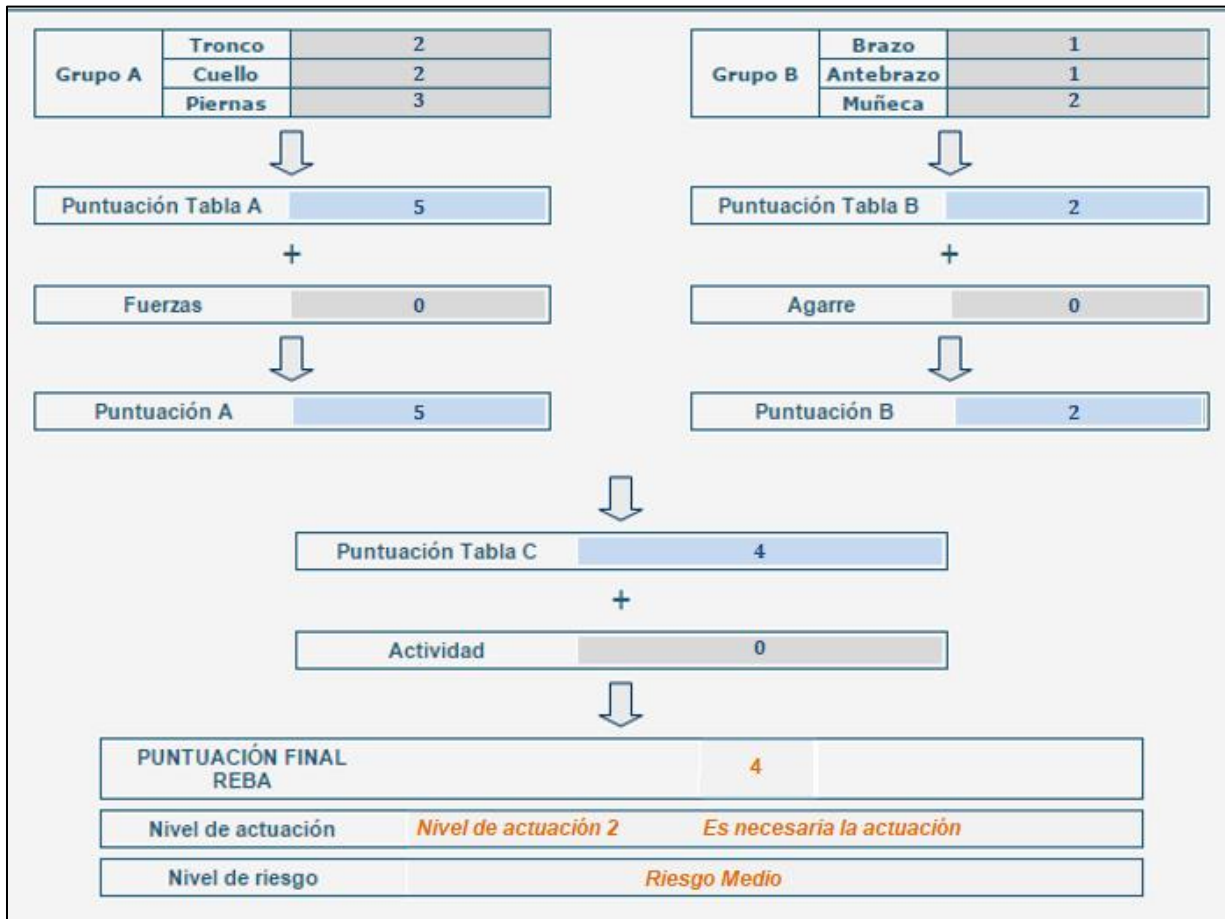 Grupo A
Tronco 2
Cuello 2
Piernas 3
Grupo B
Brazo 1
Antebrazo 1
Muñeca 2
Puntuación Tabla A 5
Puntuación Tabla B 2
+
+
Fuerzas 0
Agarre 0
Puntuación A 5
Puntuación B 2
Puntuación Tabla C 4
+
Actividad 0
PUNTUACIÓN FINAL
REBA
4
Nivel de actuación Nivel de actuación 2 Es necesaria la actuación
Nivel de riesgo Riesgo Medio